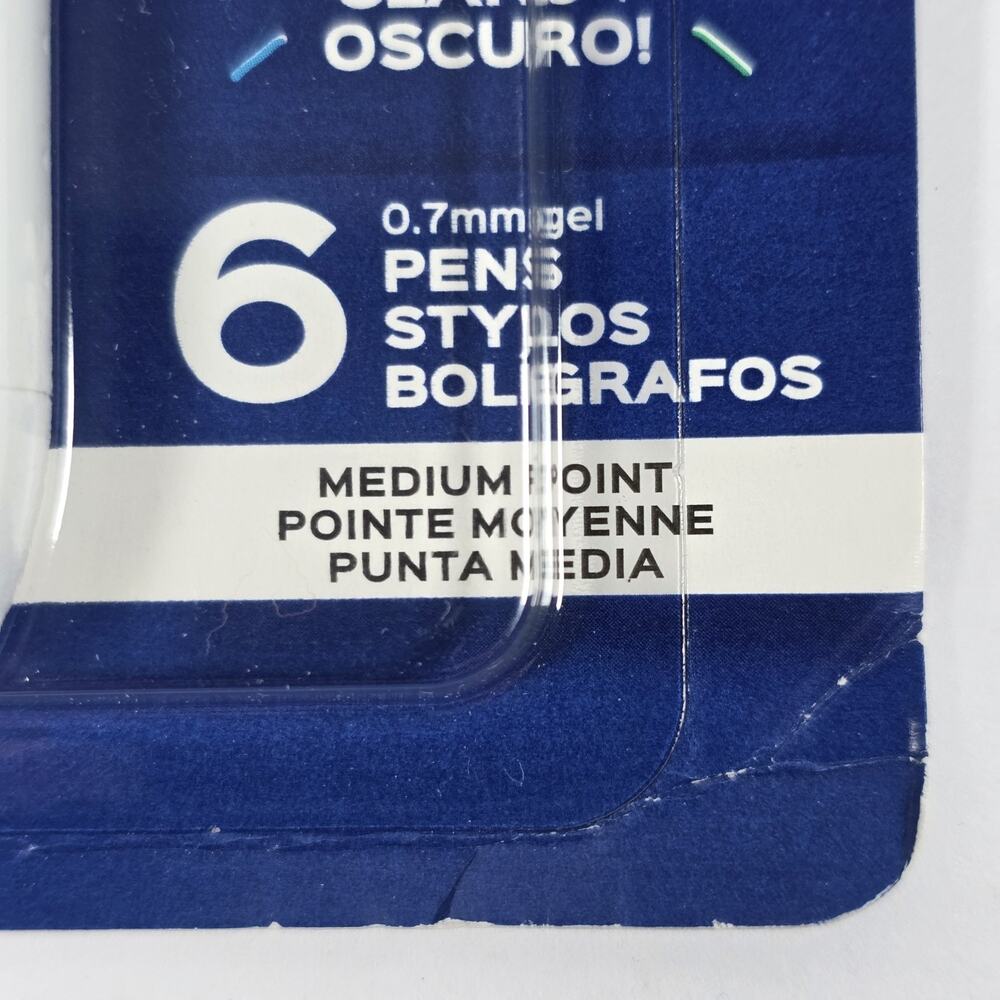 OSCURO!
6
0.7mm gel
PENS
STYLOS
BOLÍGRAFOS
MEDIUM POINT
POINTE MOYENNE
PUNTA MEDIA